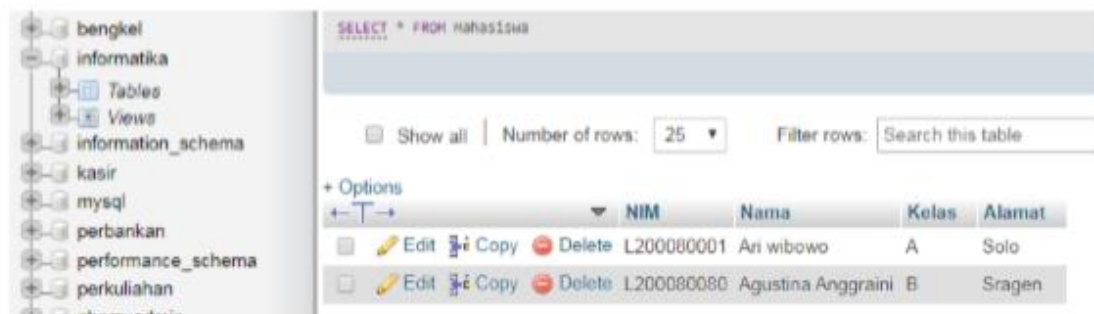 bengkel
informatika
Tables
Views
information_schema
kasir
mysql
perbankan
performance_schema
perkuliahan
SELECT * FROM Mahasiswa
Show all Number of rows: 25 Filter rows: Search this table
+ Options
NIM Nama Kelas Alamat
Edit Copy Delete L200080001 Ari wibowo A Solo
Edit Copy Delete L200080080 Agustina Anggraini B Sragen